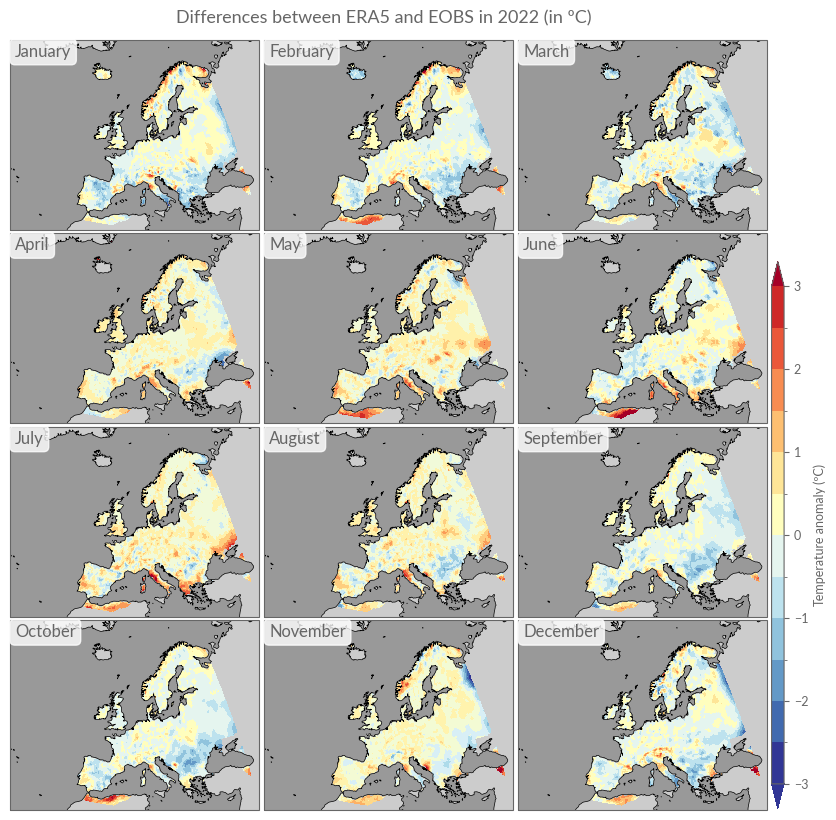 Differences between ERA5 and EOBS in 2022 (in °C)
January
February
March
April
May
June
July
August
September
October
November
December
3
2
1
0
−1
−2
−3
Temperature anomaly (°C)